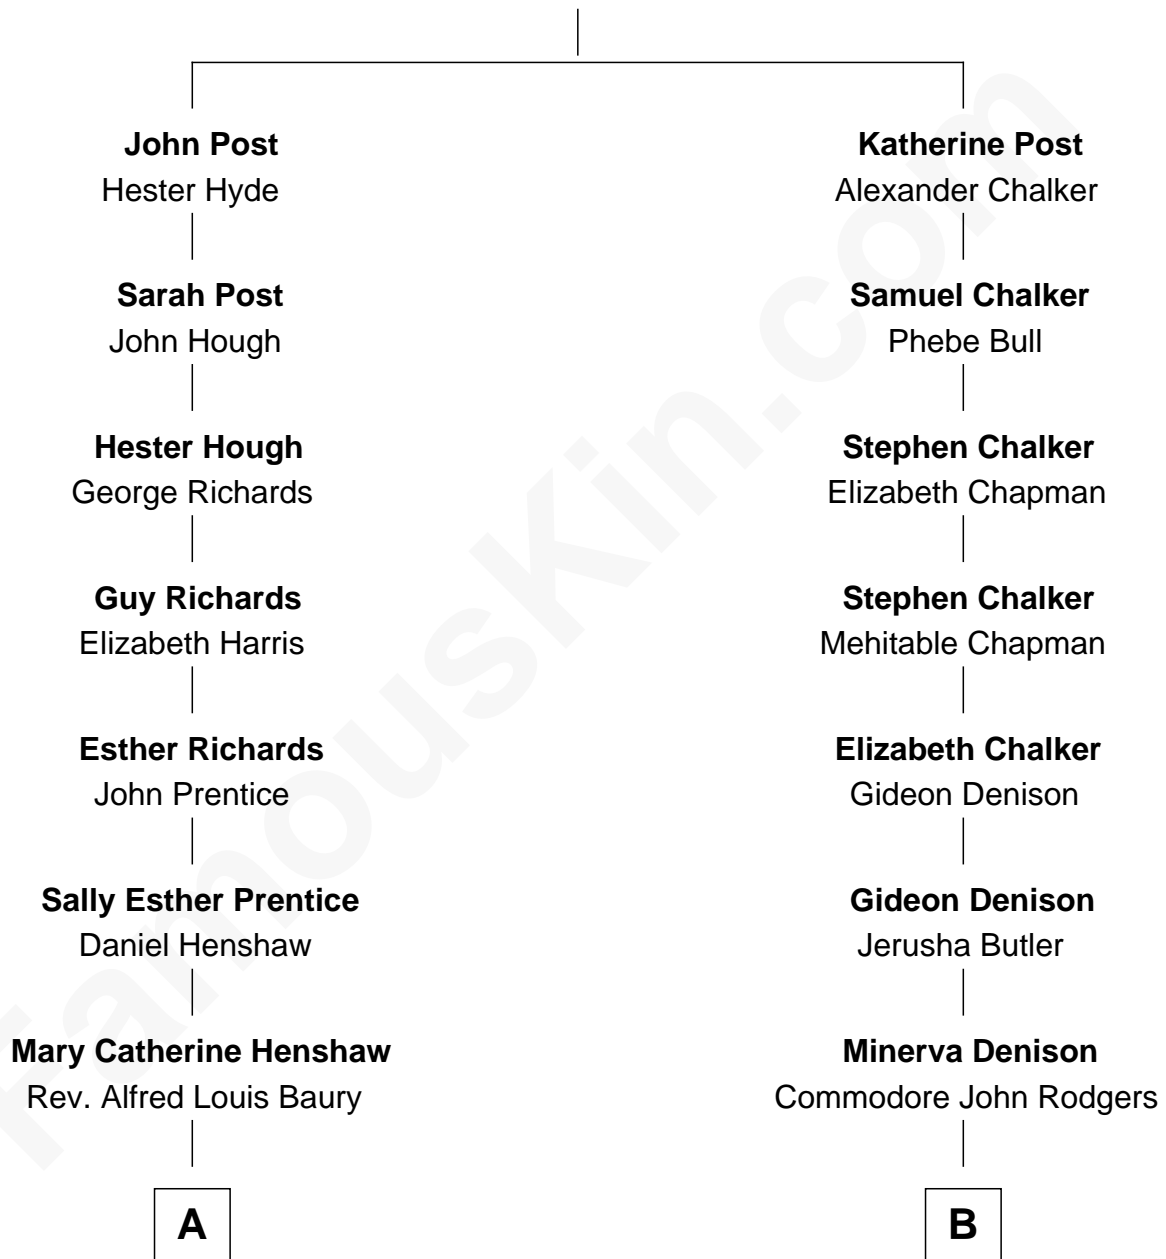 John Post
Hester Hyde
Sarah Post
John Hough
Hester Hough
George Richards
Guy Richards
Elizabeth Harris
Esther Richards
John Prentice
Sally Esther Prentice
Daniel Henshaw
Mary Catherine Henshaw
Rev. Alfred Louis Baury
A
Katherine Post
Alexander Chalker
Samuel Chalker
Phebe Bull
Stephen Chalker
Elizabeth Chapman
Stephen Chalker
Mehitable Chapman
Elizabeth Chalker
Gideon Denison
Gideon Denison
Jerusha Butler
Minerva Denison
Commodore John Rodgers
B
FamousKin.com